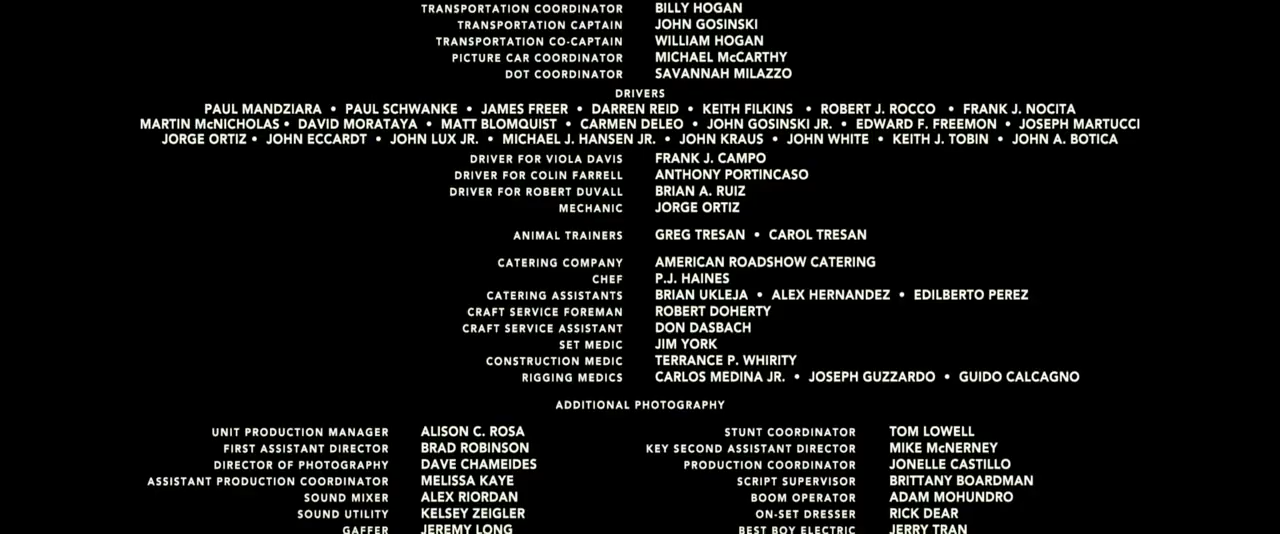 TRANSPORTATION COORDINATOR BILLY HOGAN
TRANSPORTATION CAPTAIN JOHN GOSINSKI
TRANSPORTATION CO-CAPTAIN WILLIAM HOGAN
PICTURE CAR COORDINATOR MICHAEL McCARTHY
DOT COORDINATOR SAVANNAH MILAZZO
DRIVERS
PAUL MANDZIARA • PAUL SCHWANKE • JAMES FREER • DARREN REID • KEITH FILKINS • ROBERT J. ROCCO • FRANK J. NOCITA
MARTIN McNICHOLAS • DAVID MORATAYA • MATT BLOMQUIST • CARMEN DELEO • JOHN GOSINSKI JR. • EDWARD F. FREEMON • JOSEPH MARTUCCI
JORGE ORTIZ • JOHN ECCARDT • JOHN LUX JR. • MICHAEL J. HANSEN JR. • JOHN KRAUS • JOHN WHITE • KEITH J. TOBIN • JOHN A. BOTICA
DRIVER FOR VIOLA DAVIS FRANK J. CAMPO
DRIVER FOR COLIN FARRELL ANTHONY PORTINCASO
DRIVER FOR ROBERT DUVALL BRIAN A. RUIZ
MECHANIC JORGE ORTIZ
ANIMAL TRAINERS GREG TRESAN • CAROL TRESAN
CATERING COMPANY AMERICAN ROADSHOW CATERING
CHEF P.J. HAINES
CATERING ASSISTANTS BRIAN UKLEJA • ALEX HERNANDEZ • EDILBERTO PEREZ
CRAFT SERVICE FOREMAN ROBERT DOHERTY
CRAFT SERVICE ASSISTANT DON DASBACH
SET MEDIC JIM YORK
CONSTRUCTION MEDIC TERRANCE P. WHIRITY
RIGGING MEDICS CARLOS MEDINA JR. • JOSEPH GUZZARDO • GUIDO CALCAGNO
ADDITIONAL PHOTOGRAPHY
UNIT PRODUCTION MANAGER ALISON C. ROSA STUNT COORDINATOR TOM LOWELL
FIRST ASSISTANT DIRECTOR BRAD ROBINSON KEY SECOND ASSISTANT DIRECTOR MIKE McNERNEY
DIRECTOR OF PHOTOGRAPHY DAVE CHAMEIDES PRODUCTION COORDINATOR JONELLE CASTILLO
ASSISTANT PRODUCTION COORDINATOR MELISSA KAYE SCRIPT SUPERVISOR BRITTANY BOARDMAN
SOUND MIXER ALEX RIORDAN BOOM OPERATOR ADAM MOHUNDRO
SOUND UTILITY KELSEY ZEIGLER ON-SET DRESSER RICK DEAR
GAFFER JEREMY LONG BEST BOY ELECTRIC JERRY TRAN